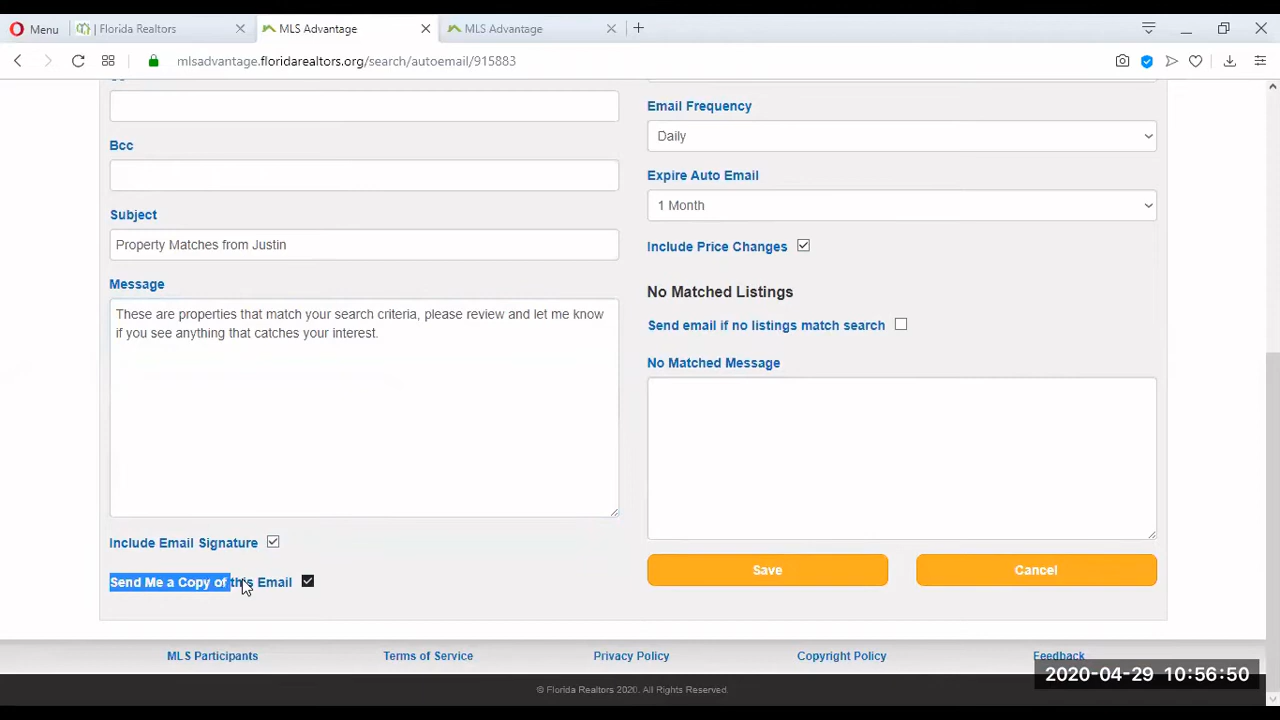 Menu
Florida Realtors
MLS Advantage
MLS Advantage
mlsadvantage.floridarealtors.org/search/autoemail/915883
Bcc
Subject
Property Matches from Justin
Message
These are properties that match your search criteria, please review and let me know
if you see anything that catches your interest.
Include Email Signature
Send Me a Copy of this Email
Email Frequency
Daily
Expire Auto Email
1 Month
Include Price Changes
No Matched Listings
Send email if no listings match search
No Matched Message
Save
Cancel
MLS Participants
Terms of Service
Privacy Policy
Copyright Policy
Feedback
2020-04-29 10:56:50
© Florida Realtors 2020. All Rights Reserved.